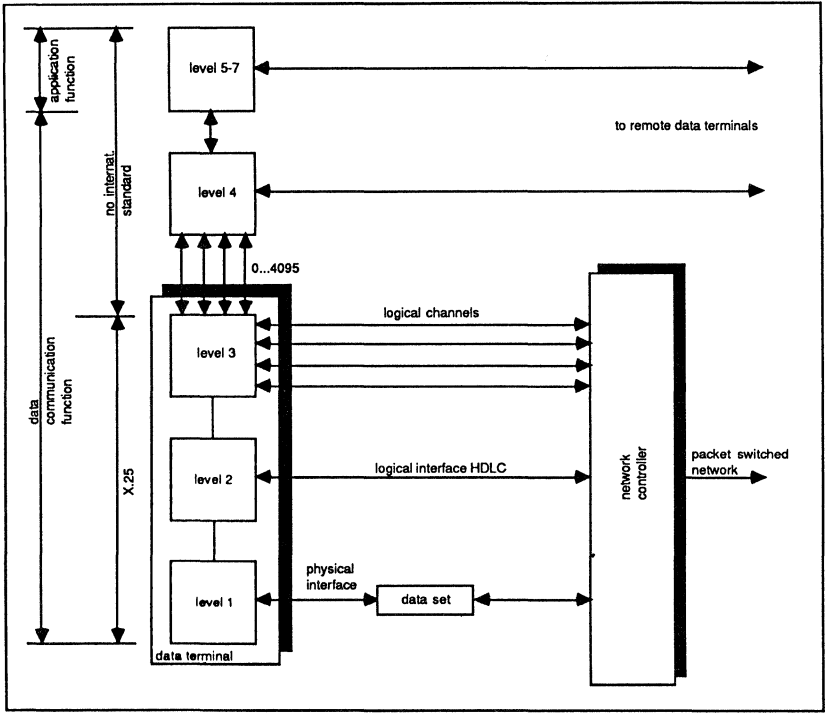 application
function
level 5-7
to remote data terminals
no internat.
standard
level 4
0...4095
logical channels
level 3
data
communication
function
X.25
level 2
logical interface HDLC
network
controller
packet switched
network
physical
interface
level 1
data set
data terminal